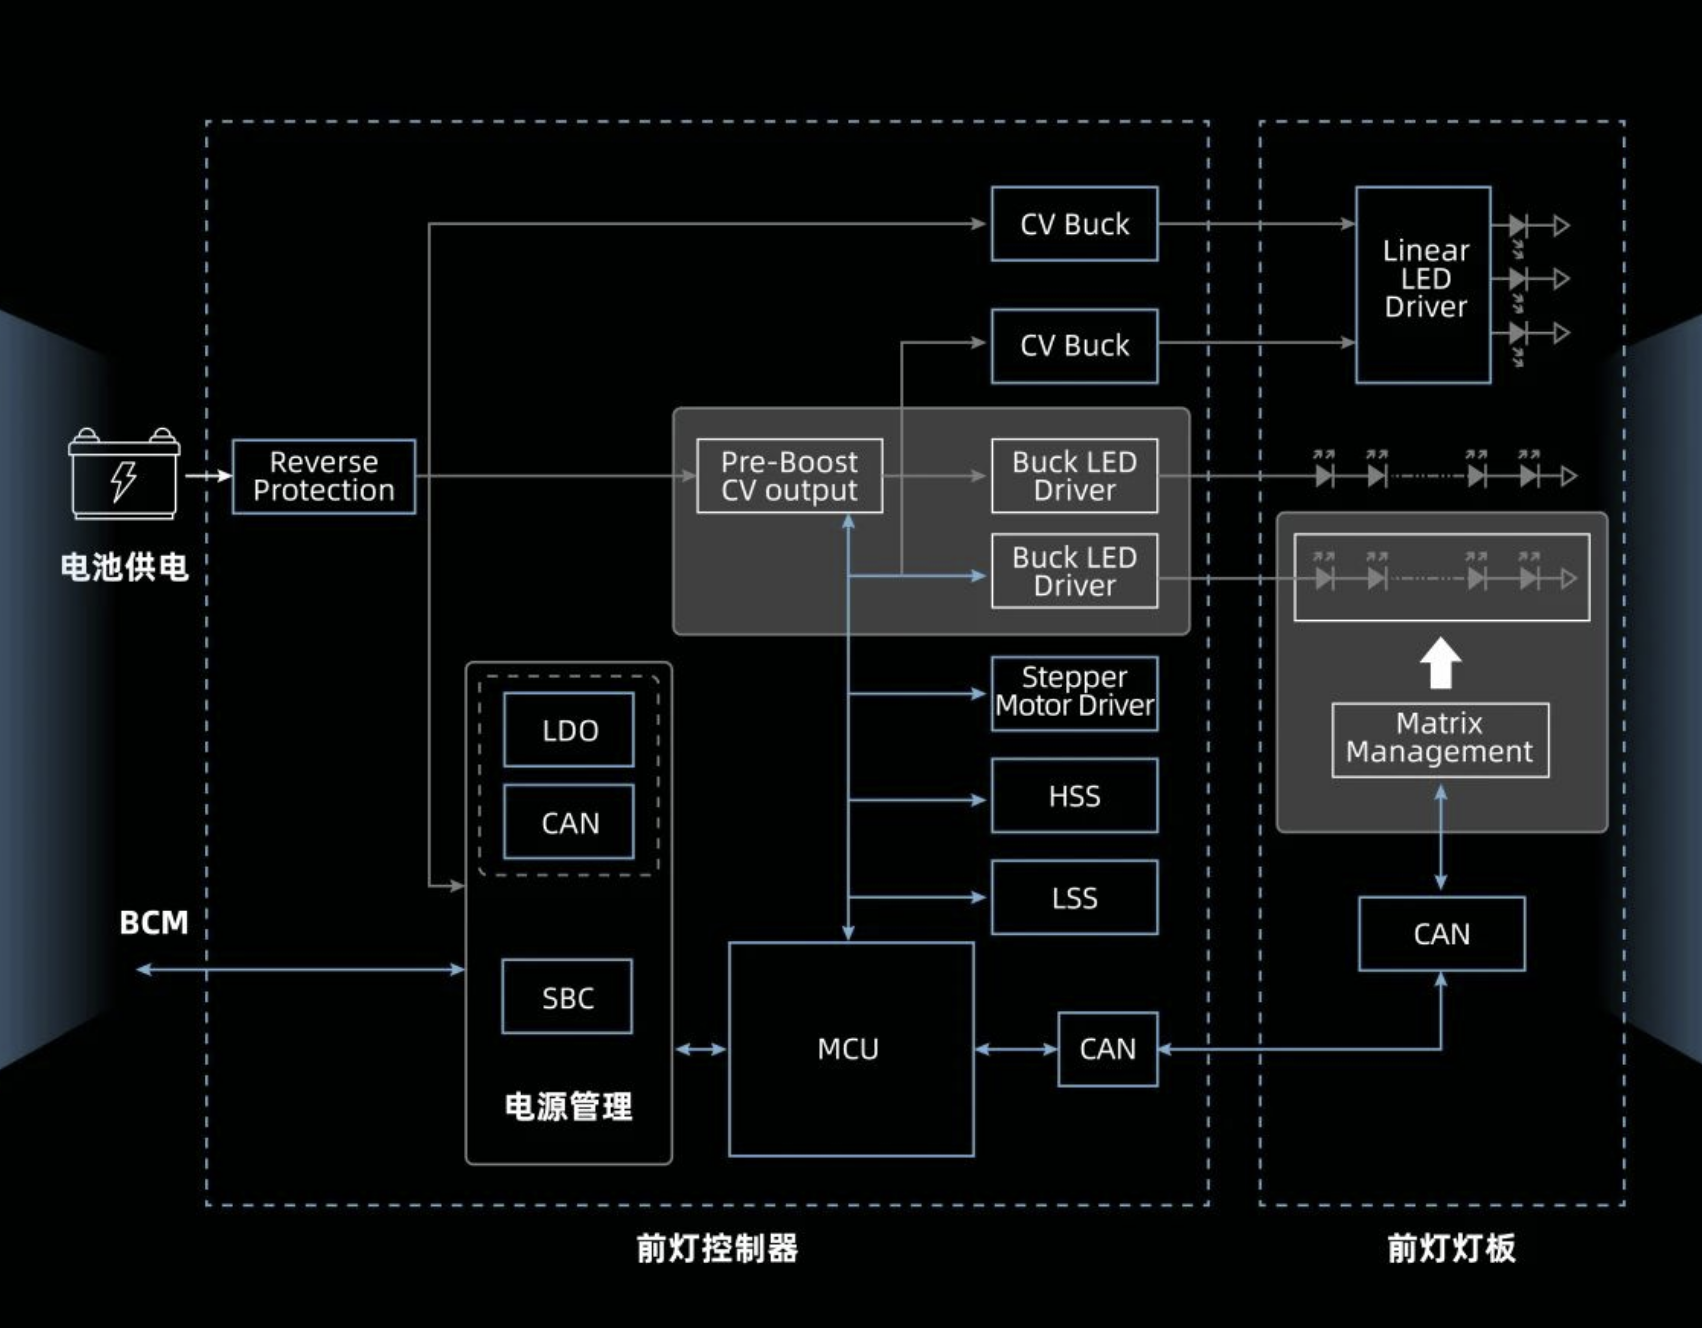 CV Buck
Linear
LED
Driver
CV Buck
Reverse
Protection
Pre-Boost
CV output
Buck LED
Driver
电池供电
Buck LED
Driver
Stepper
Motor Driver
LDO
Matrix
Management
HSS
CAN
LSS
BCM
CAN
SBC
MCU
CAN
电源管理
前灯控制器
前灯灯板